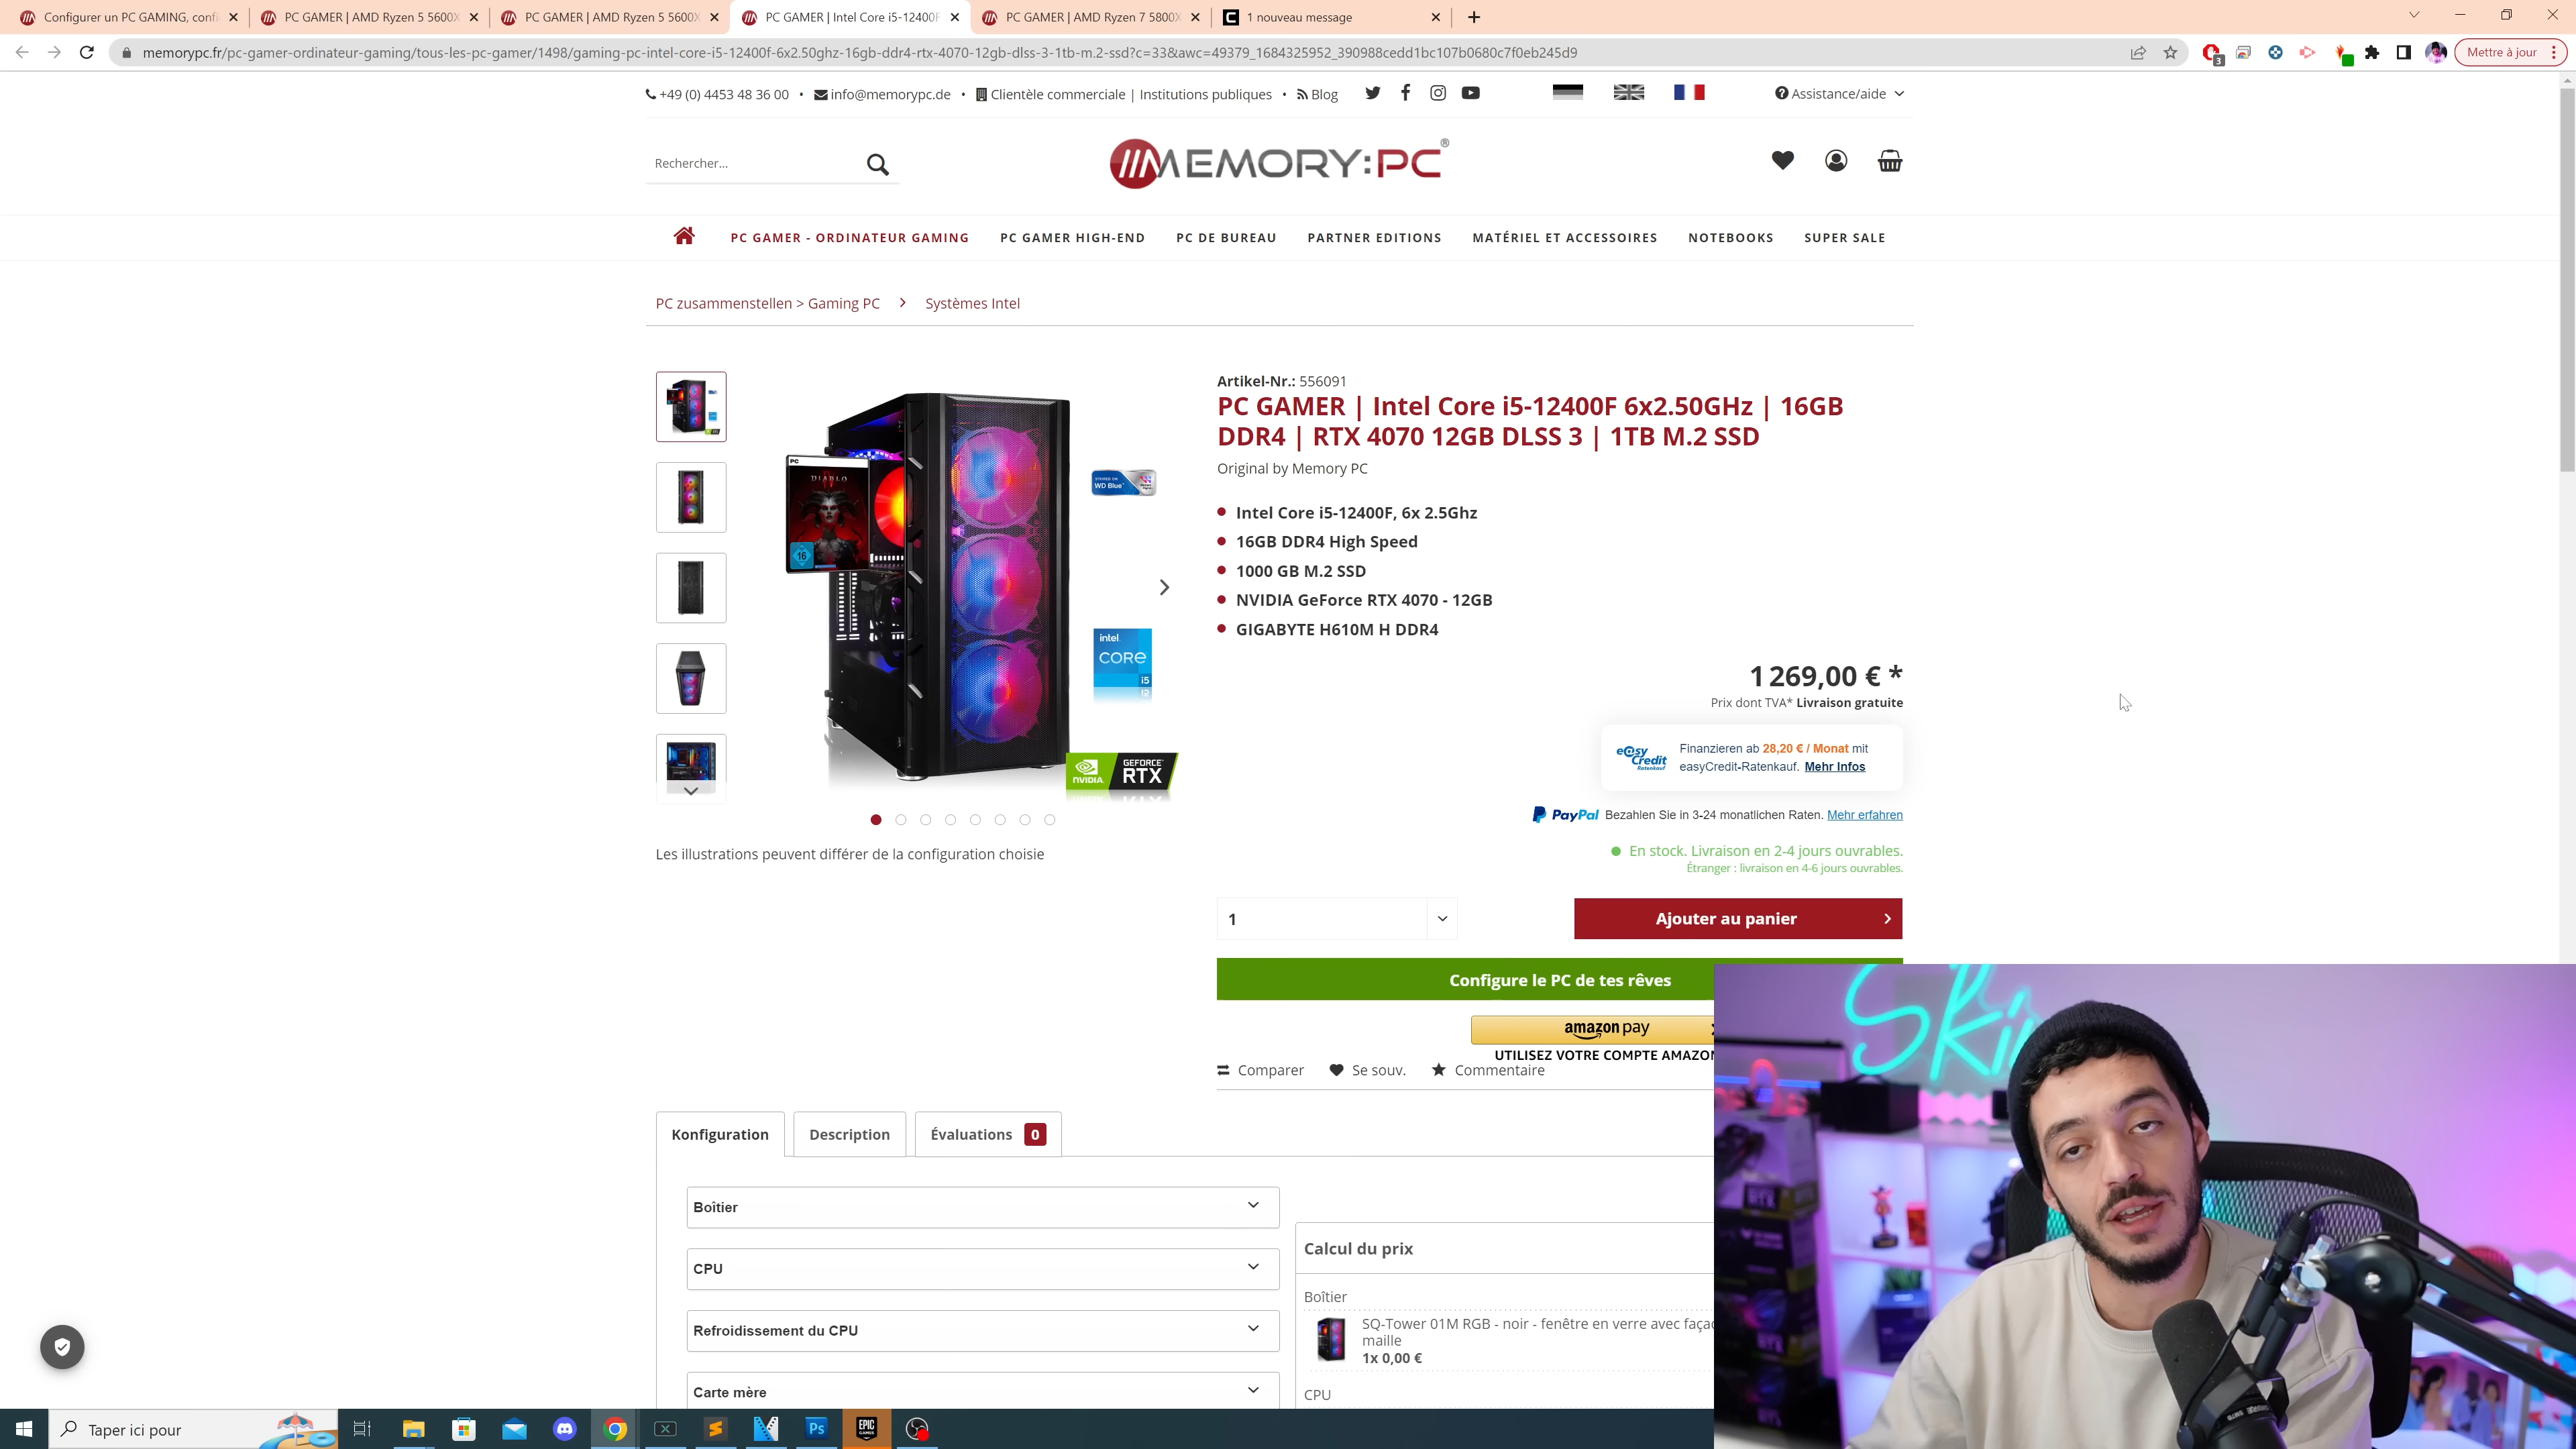 Configurer un PC GAMING, confi
PC GAMER | AMD Ryzen 5 5600X
PC GAMER | AMD Ryzen 5 5600X
PC GAMER | Intel Core i5-12400F
PC GAMER | AMD Ryzen 7 5800X
1 nouveau message
memorypc.fr/pc-gamer-ordinateur-gaming/tous-les-pc-gamer/1498/gaming-pc-intel-core-i5-12400f-6x2.50ghz-16gb-ddr4-rtx-4070-12gb-dlss-3-1tb-m.2-ssd?c=33&awc=49379_1684325952_390988cedd1bc107b0680c7f0eb245d9
3
Mettre à jour
+49 (0) 4453 48 36 00 • info@memorypc.de • Clientèle commerciale | Institutions publiques • Blog
Assistance/aide
Rechercher...
MEMORY:PC®
PC GAMER - ORDINATEUR GAMING
PC GAMER HIGH-END
PC DE BUREAU
PARTNER EDITIONS
MATÉRIEL ET ACCESSOIRES
NOTEBOOKS
SUPER SALE
PC zusammenstellen > Gaming PC > Systèmes Intel
PC
DIABLO
16
WD Blue
intel.
CORE
i5
NVIDIA.
GEFORCE
RTX
Les illustrations peuvent différer de la configuration choisie
Artikel-Nr.: 556091
PC GAMER | Intel Core i5-12400F 6x2.50GHz | 16GB
DDR4 | RTX 4070 12GB DLSS 3 | 1TB M.2 SSD
Original by Memory PC
Intel Core i5-12400F, 6x 2.5Ghz
16GB DDR4 High Speed
1000 GB M.2 SSD
NVIDIA GeForce RTX 4070 - 12GB
GIGABYTE H610M H DDR4
1 269,00 € *
Prix dont TVA* Livraison gratuite
easyCredit
Ratenkauf
Finanzieren ab 28,20 € / Monat mit
easyCredit-Ratenkauf. Mehr Infos
PayPal Bezahlen Sie in 3-24 monatlichen Raten. Mehr erfahren
En stock. Livraison en 2-4 jours ouvrables.
Étranger : livraison en 4-6 jours ouvrables.
1
Ajouter au panier
Configure le PC de tes rêves
amazon pay
UTILISEZ VOTRE COMPTE AMAZON
Comparer
Se souv.
Commentaire
Konfiguration
Description
Évaluations 0
Boîtier
CPU
Refroidissement du CPU
Carte mère
Calcul du prix
Boîtier
SQ-Tower 01M RGB - noir - fenêtre en verre avec faça
maille
1x 0,00 €
CPU
Ski
Taper ici pour
Ps
EPIC
GAMES